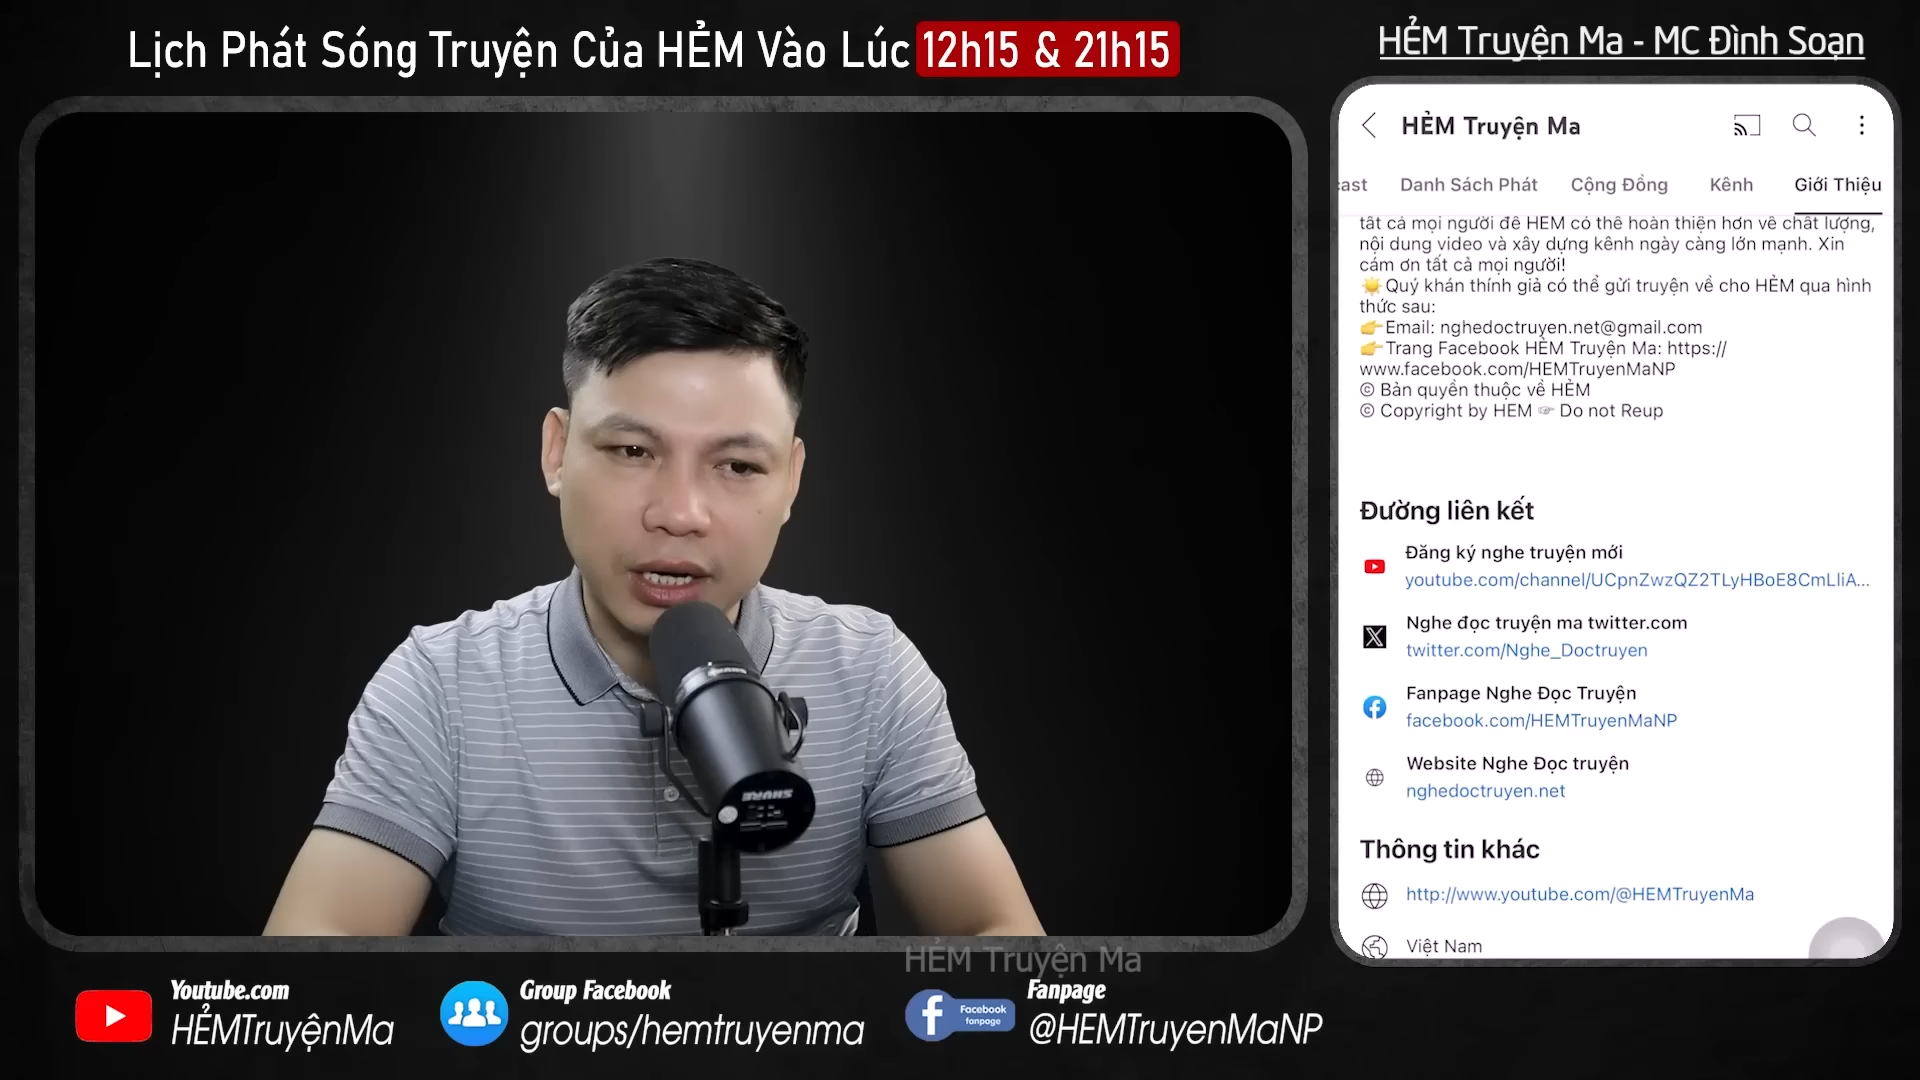 Lịch Phát Sóng Truyện Của HẺM Vào Lúc 12h15 & 21h15
HẺM Truyện Ma - MC Đình Soạn
HẺM Truyện Ma
cast Danh Sách Phát Cộng Đồng Kênh Giới Thiệu
tất cả mọi người để HEM có thể hoàn thiện hơn về chất lượng,
nội dung video và xây dựng kênh ngày càng lớn mạnh. Xin
cám ơn tất cả mọi người!
☀️Quý khán thính giả có thể gửi truyện về cho HẺM qua hình
thức sau:
👉Email: nghedoctruyen.net@gmail.com
👉Trang Facebook HẺM Truyện Ma: https://
www.facebook.com/HEMTruyenMaNP
© Bản quyền thuộc về HẺM
© Copyright by HEM ☞ Do not Reup
Đường liên kết
Đăng ký nghe truyện mới
youtube.com/channel/UCpnZwzQZ2TLyHBoE8CmLliA...
Nghe đọc truyện ma twitter.com
twitter.com/Nghe_Doctruyen
Fanpage Nghe Đọc Truyện
facebook.com/HEMTruyenMaNP
Website Nghe Đọc truyện
nghedoctruyen.net
Thông tin khác
http://www.youtube.com/@HEMTruyenMa
Việt Nam
SHURE
HẺM Truyện Ma
Youtube.com
HẺMTruyệnMa
Group Facebook
groups/hemtruyenma
Facebook
fanpage
Fanpage
@HEMTruyenMaNP